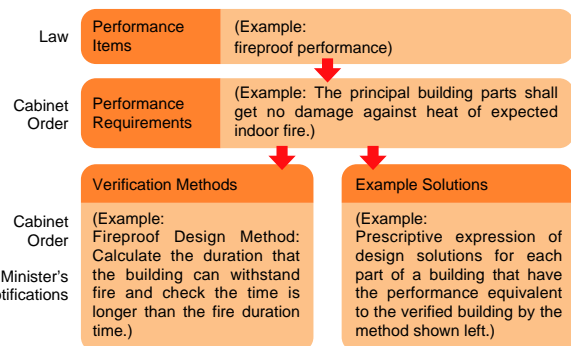 Law
Performance
Items
(Example:
fireproof performance)
Cabinet
Order
Performance
Requirements
(Example: The principal building parts shall
get no damage against heat of expected
indoor fire.)
Cabinet
Order
Minister's
otifications
Verification Methods
(Example:
Fireproof Design Method:
Calculate the duration that
the building can withstand
fire and check the time is
longer than the fire duration
time.)
Example Solutions
(Example:
Prescriptive expression of
design solutions for each
part of a building that have
the performance equivalent
to the verified building by the
method shown left.)